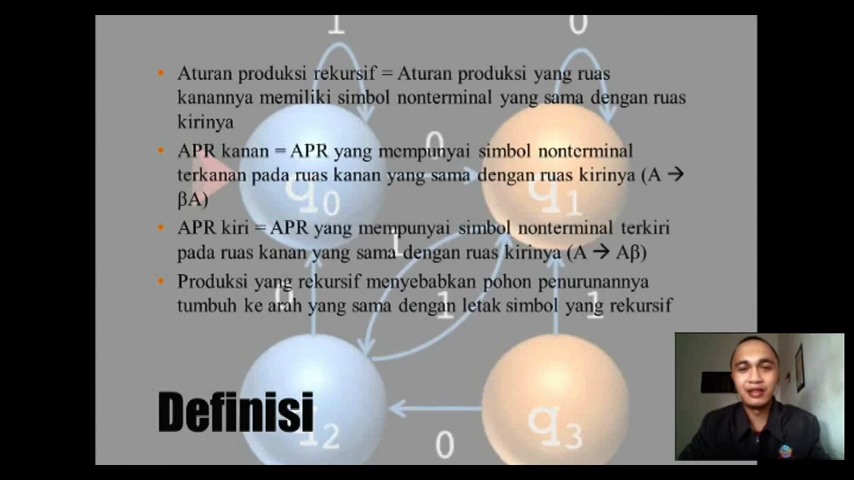 1
0
• Aturan produksi rekursif = Aturan produksi yang ruas
kanannya memiliki simbol nonterminal yang sama dengan ruas
kirinya
0
• APR kanan = APR yang mempunyai simbol nonterminal
terkanan pada ruas kanan yang sama dengan ruas kirinya (A →
βA)
q0
q1
• APR kiri = APR yang mempunyai simbol nonterminal terkiri
pada ruas kanan yang sama dengan ruas kirinya (A → Aβ)
1
• Produksi yang rekursif menyebabkan pohon penurunannya
tumbuh ke arah yang sama dengan letak simbol yang rekursif
0
1
1
Definisi
q2
q3
0